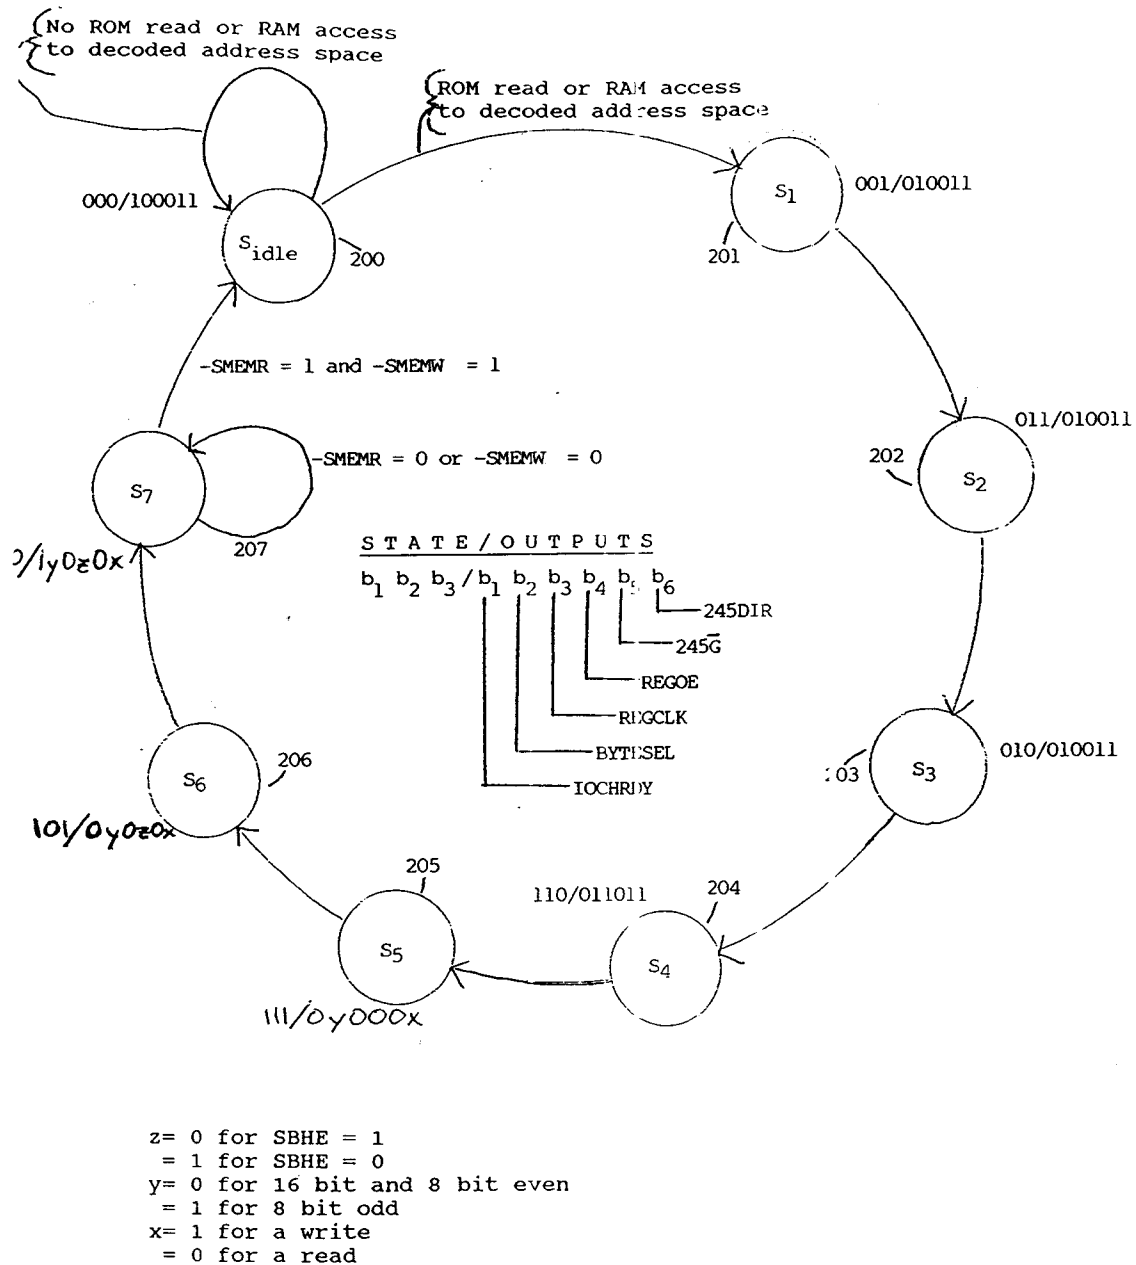 No ROM read or RAM access
to decoded address space
ROM read or RAM access
to decoded address space
000/100011
S idle
200
S1
001/010011
201
-SMEMR = 1 and -SMEMW = 1
011/010011
202
S2
-SMEMR = 0 or -SMEMW = 0
S7
207
/1y0z0x
STATE/OUTPUTS
b1 b2 b3/b1 b2 b3 b4 b5 b6
245DIR
245G̅
REGOE
REGCLK
BYTESEL
IOCHRDY
206
S6
101/0y0z0x
010/010011
S3
203
205
S5
111/0y000x
110/011011
204
S4
z= 0 for SBHE = 1
= 1 for SBHE = 0
y= 0 for 16 bit and 8 bit even
= 1 for 8 bit odd
x= 1 for a write
= 0 for a read